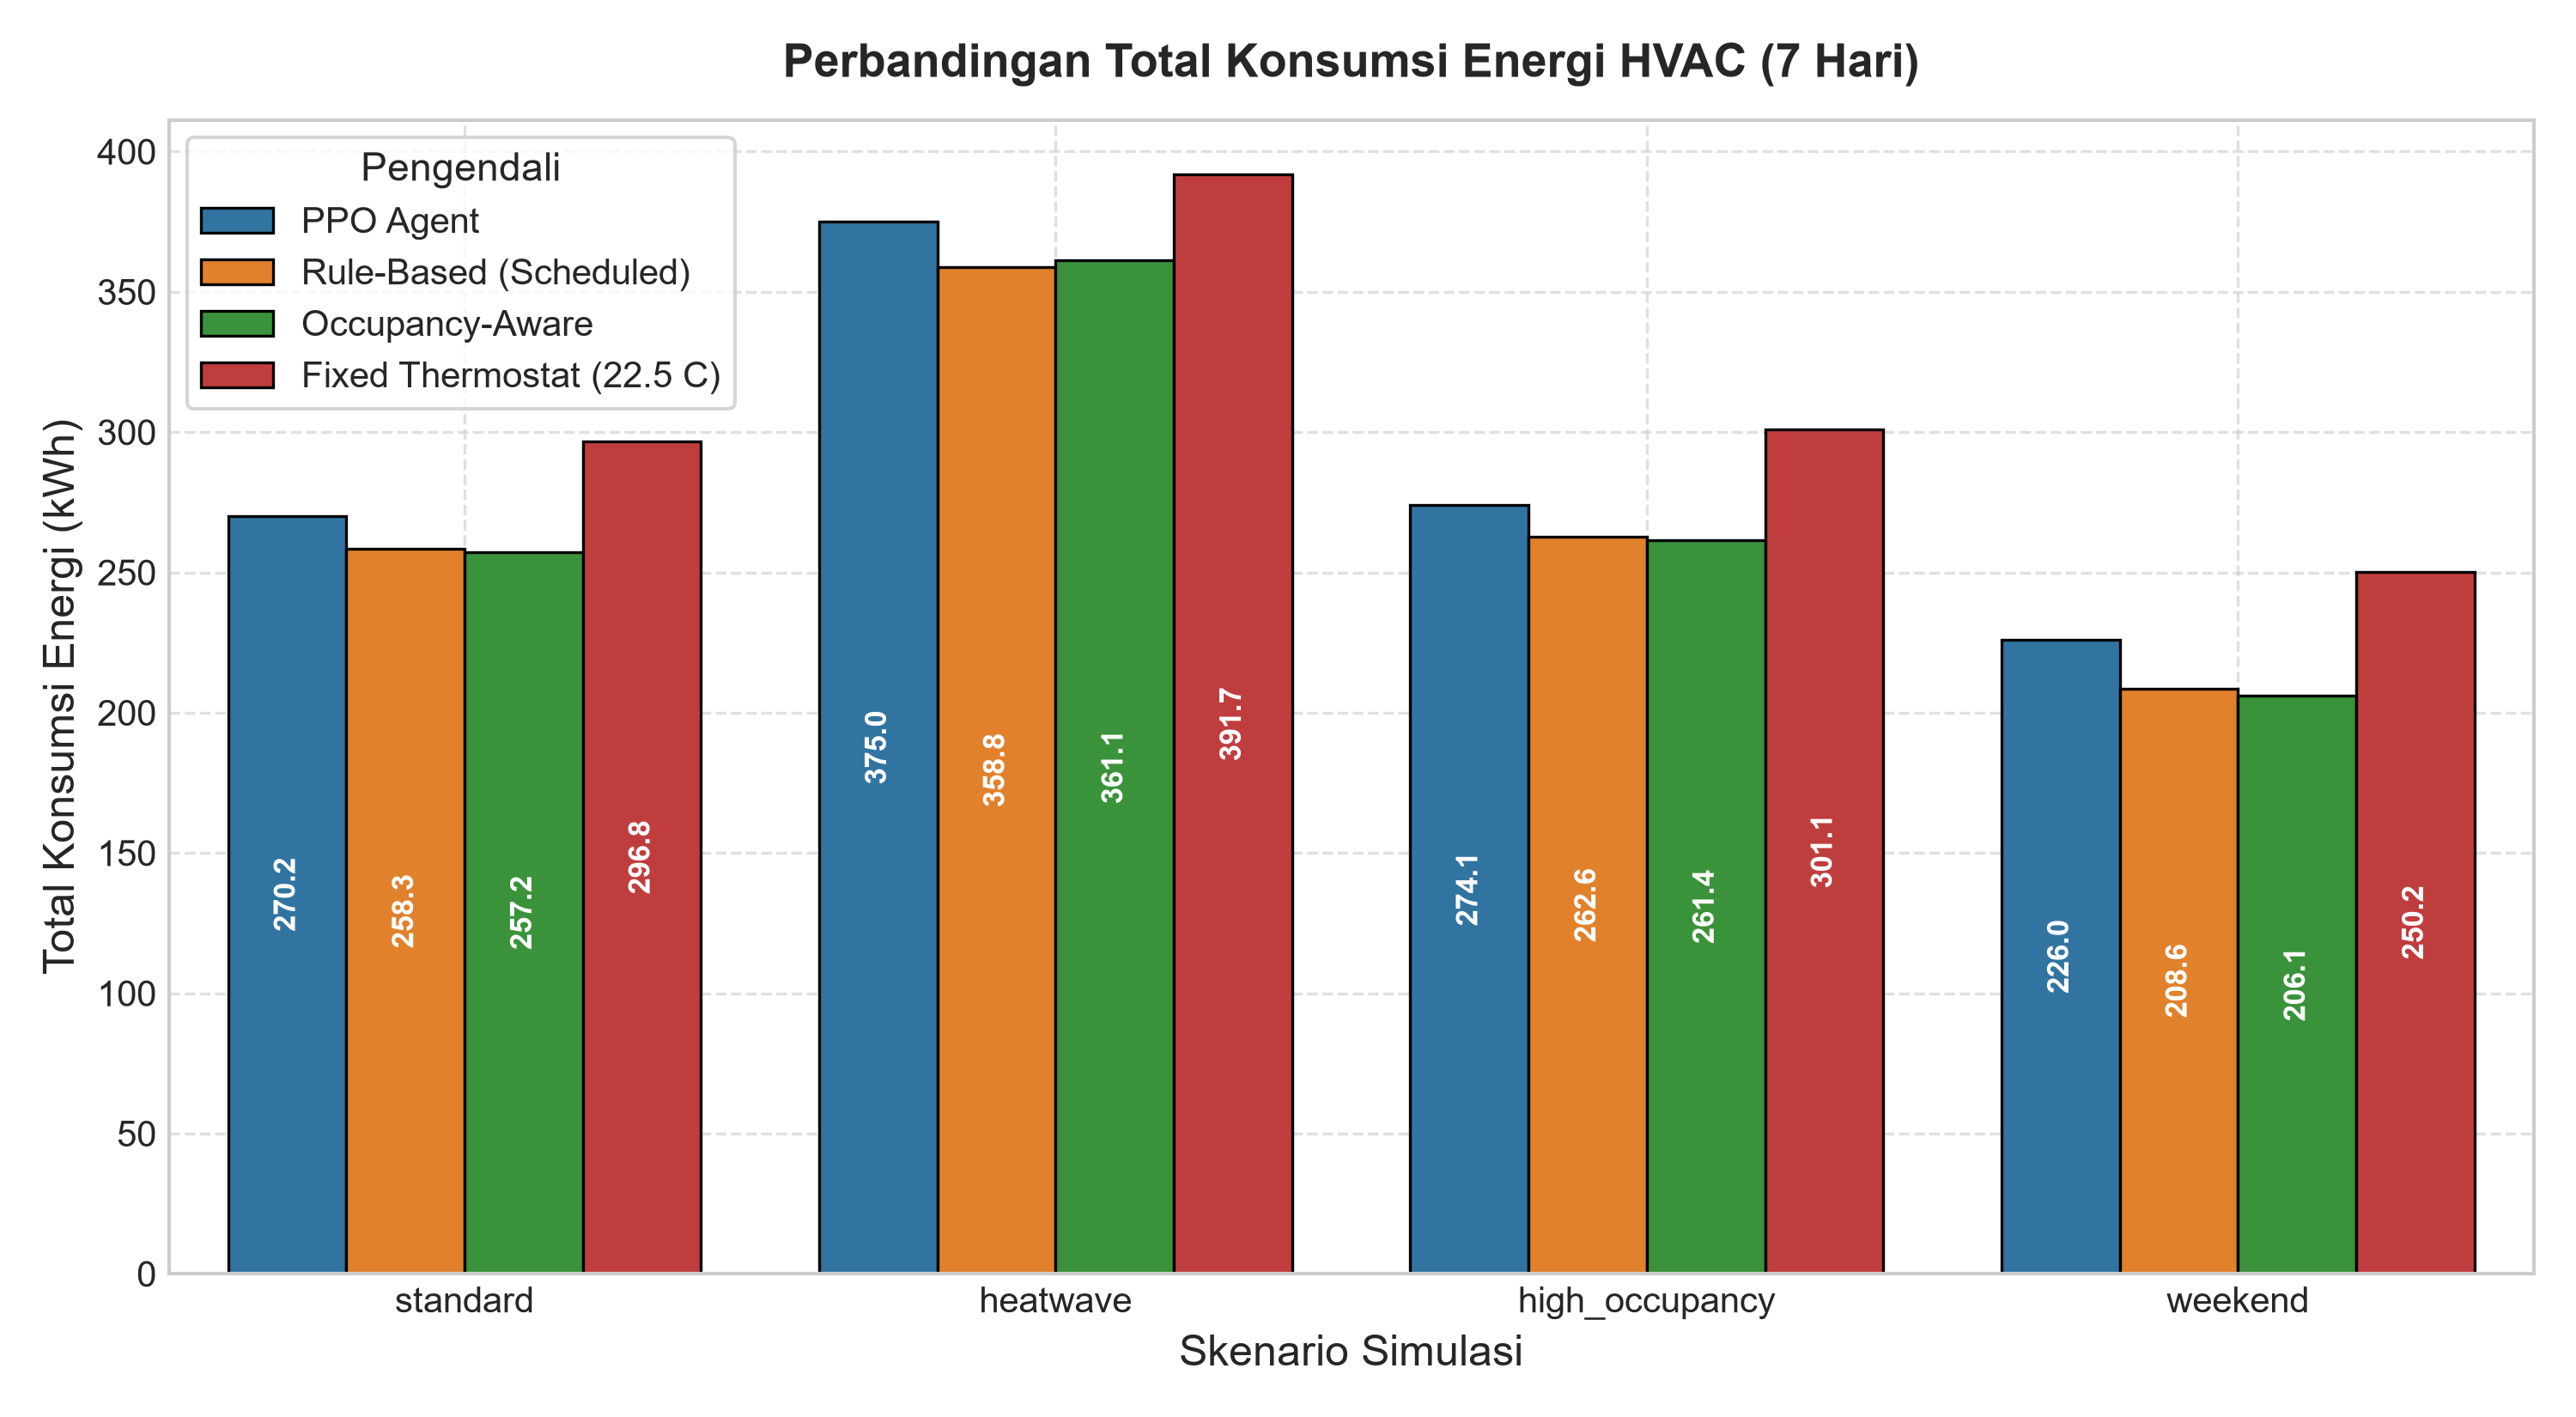 Perbandingan Total Konsumsi Energi HVAC (7 Hari)
Pengendali
PPO Agent
Rule-Based (Scheduled)
Occupancy-Aware
Fixed Thermostat (22.5 C)
Total Konsumsi Energi (kWh)
400
350
300
250
200
150
100
50
0
270.2
258.3
257.2
296.8
375.0
358.8
361.1
391.7
274.1
262.6
261.4
301.1
226.0
208.6
206.1
250.2
standard
heatwave
high_occupancy
weekend
Skenario Simulasi